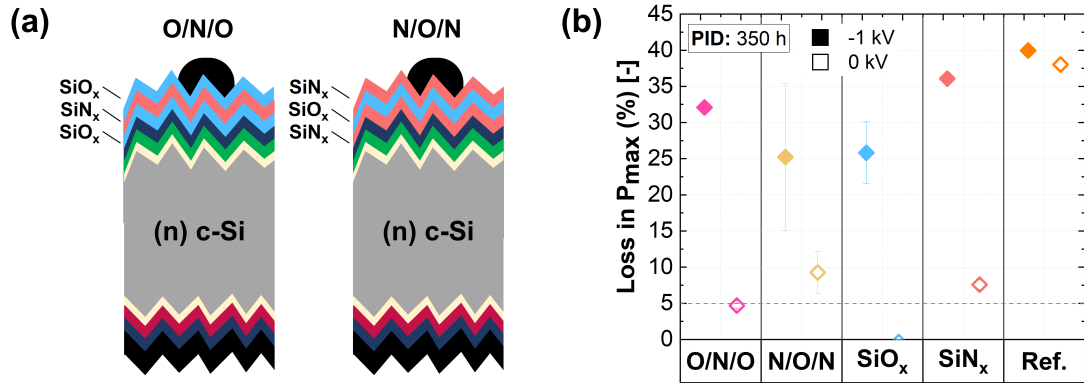 (a)
O/N/O
N/O/N
SiOx
SiNx
SiOx
SiNx
SiOx
SiNx
(n) c-Si
(n) c-Si
(b)
Loss in Pmax (%) [-]
45
40
35
30
25
20
15
10
5
0
PID: 350 h
-1 kV
0 kV
O/N/O
N/O/N
SiOx
SiNx
Ref.